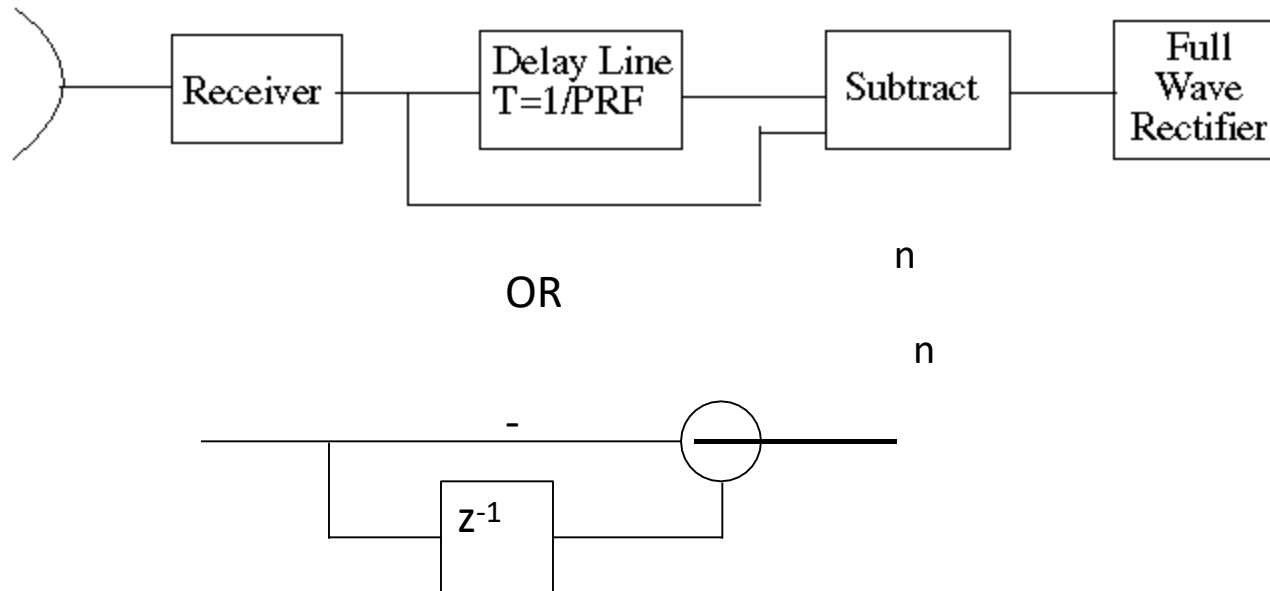 Receiver
Delay Line
T=1/PRF
Subtract
Full
Wave
Rectifier
n
OR
n
-
z-1